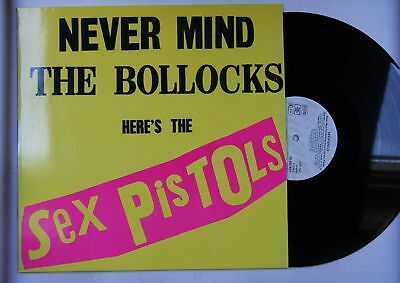 NEVER MIND
THE BOLLOCKS
HERE'S THE
Sex PiSTOLS